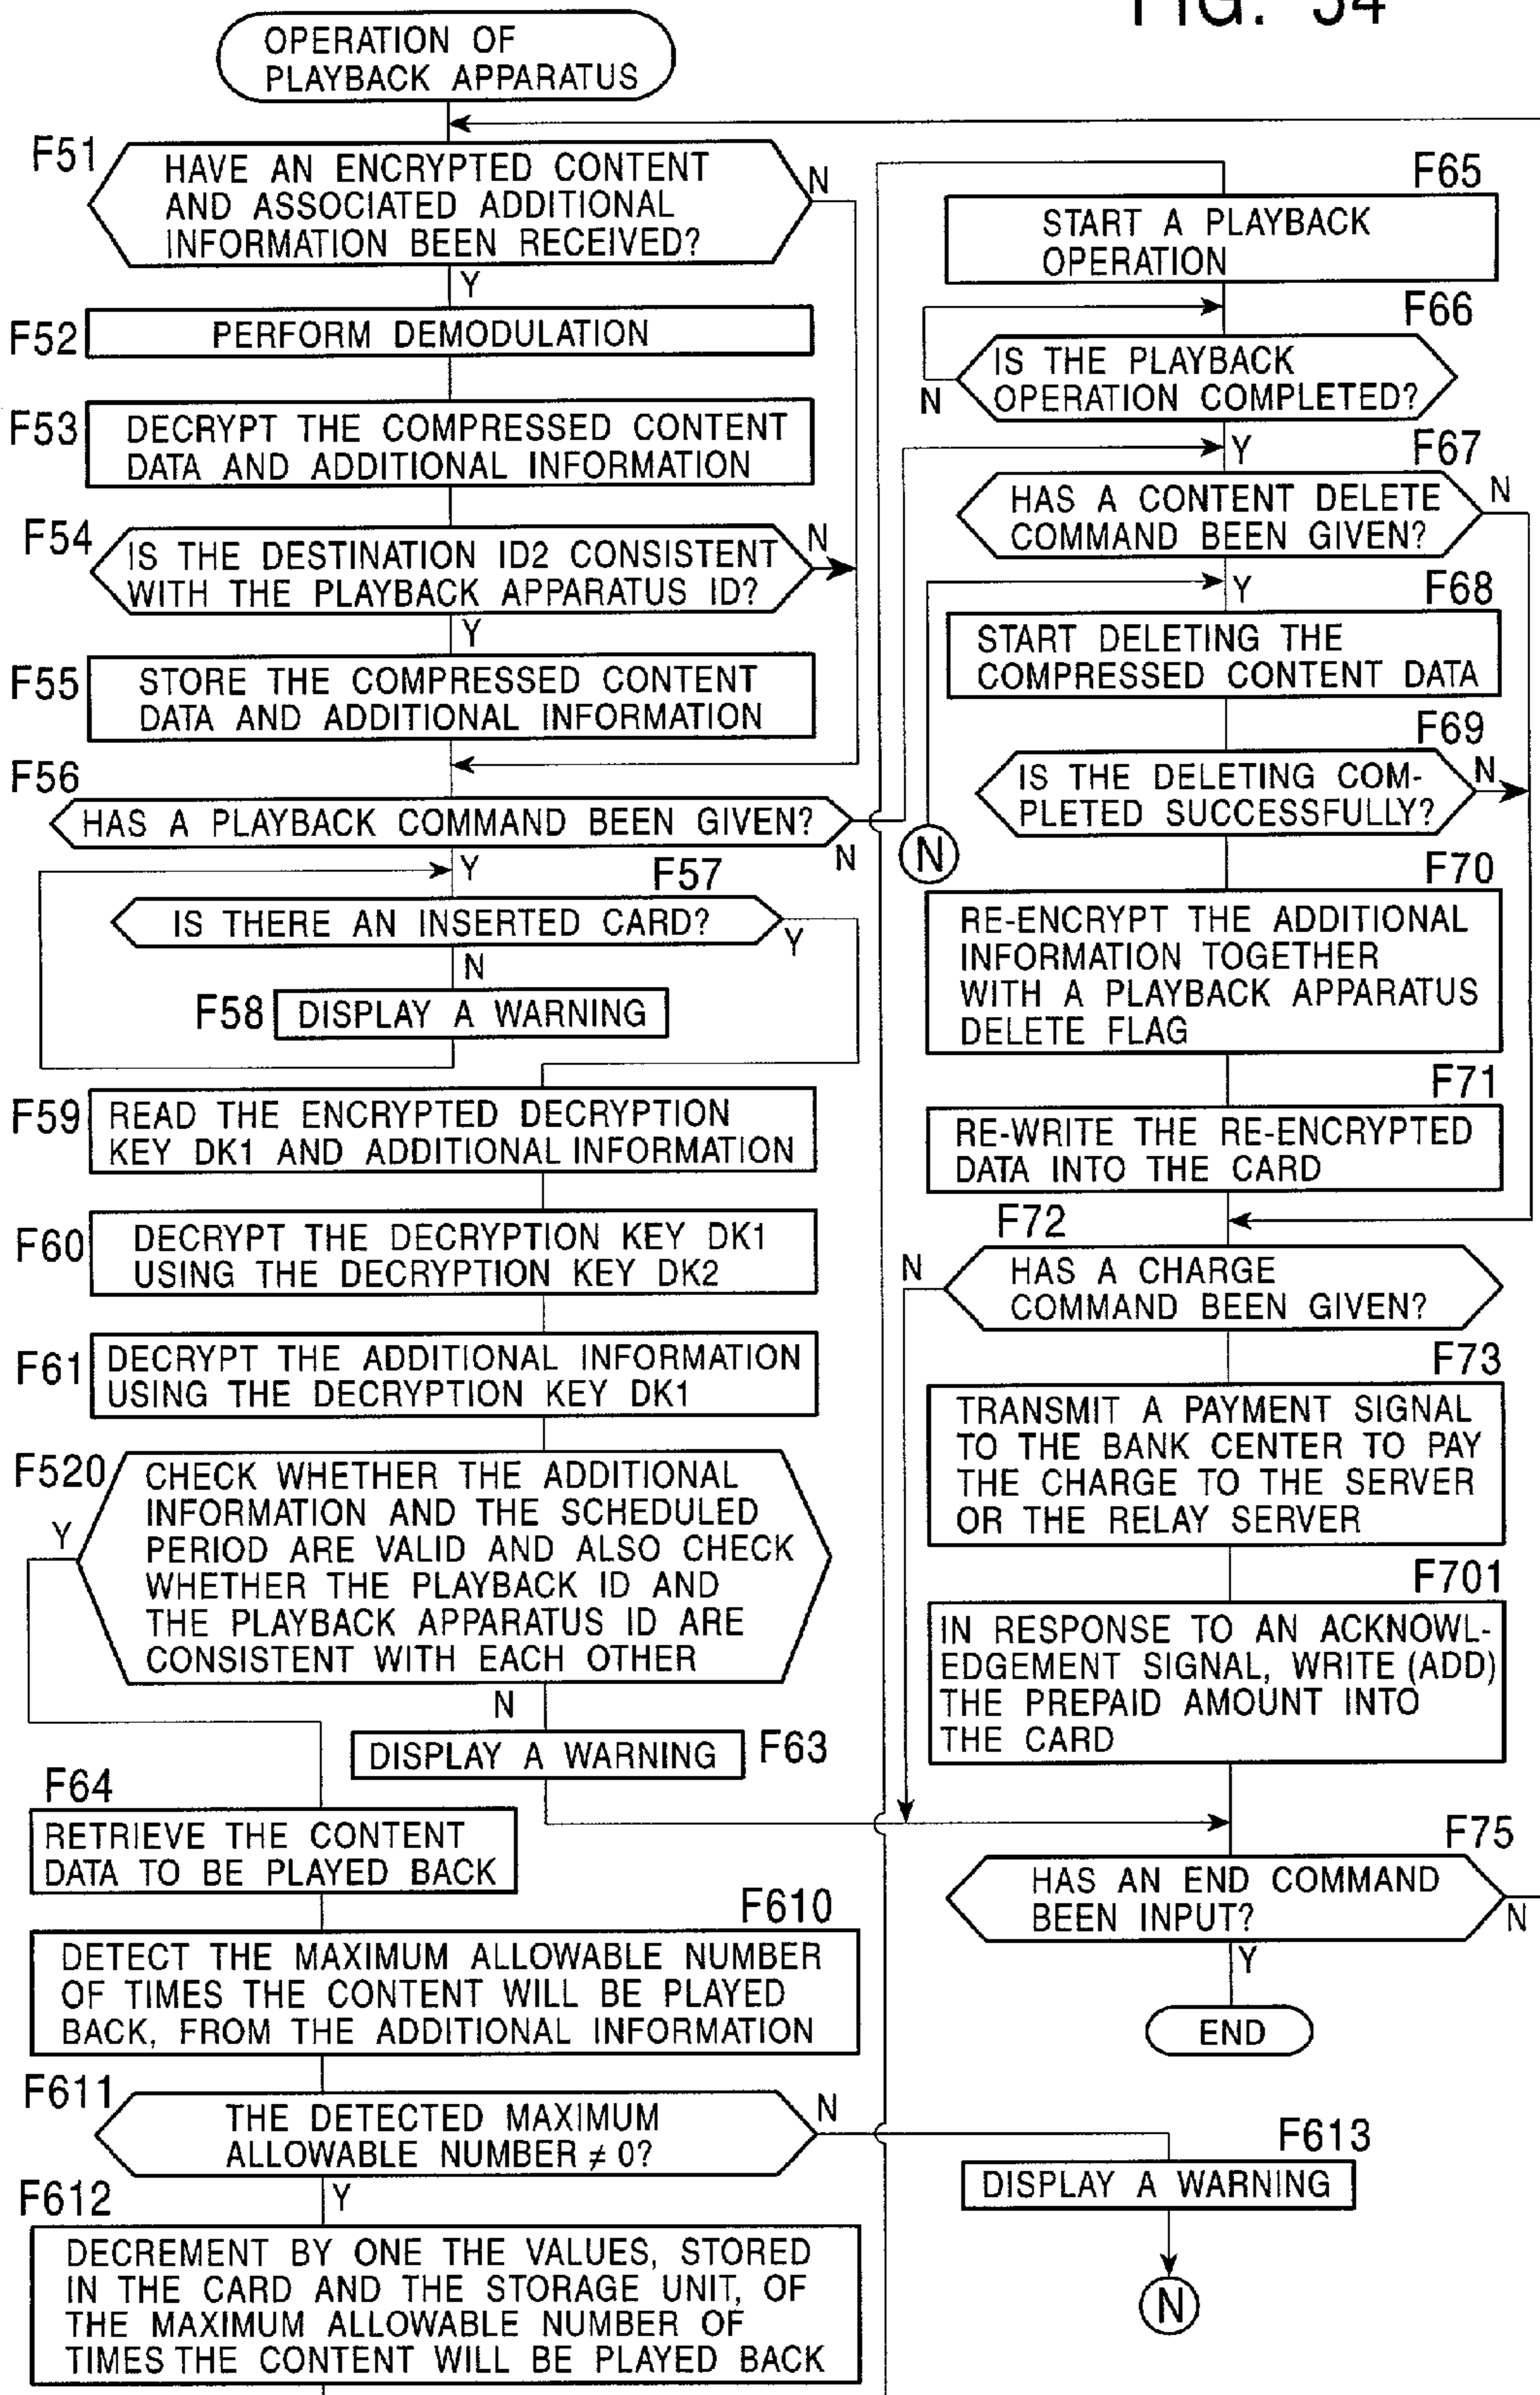 FIG. 54
OPERATION OF
PLAYBACK APPARATUS
F51
HAVE AN ENCRYPTED CONTENT
AND ASSOCIATED ADDITIONAL
INFORMATION BEEN RECEIVED?
N
Y
F52
PERFORM DEMODULATION
F53
DECRYPT THE COMPRESSED CONTENT
DATA AND ADDITIONAL INFORMATION
F54
IS THE DESTINATION ID2 CONSISTENT
WITH THE PLAYBACK APPARATUS ID?
N
Y
F55
STORE THE COMPRESSED CONTENT
DATA AND ADDITIONAL INFORMATION
F56
HAS A PLAYBACK COMMAND BEEN GIVEN?
N
Y
F57
IS THERE AN INSERTED CARD?
Y
N
F58
DISPLAY A WARNING
F59
READ THE ENCRYPTED DECRYPTION
KEY DK1 AND ADDITIONAL INFORMATION
F60
DECRYPT THE DECRYPTION KEY DK1
USING THE DECRYPTION KEY DK2
F61
DECRYPT THE ADDITIONAL INFORMATION
USING THE DECRYPTION KEY DK1
F520
CHECK WHETHER THE ADDITIONAL
INFORMATION AND THE SCHEDULED
PERIOD ARE VALID AND ALSO CHECK
WHETHER THE PLAYBACK ID AND
THE PLAYBACK APPARATUS ID ARE
CONSISTENT WITH EACH OTHER
Y
N
DISPLAY A WARNING
F63
F64
RETRIEVE THE CONTENT
DATA TO BE PLAYED BACK
F610
DETECT THE MAXIMUM ALLOWABLE NUMBER
OF TIMES THE CONTENT WILL BE PLAYED
BACK, FROM THE ADDITIONAL INFORMATION
F611
THE DETECTED MAXIMUM
ALLOWABLE NUMBER ≠ 0?
N
Y
F612
DECREMENT BY ONE THE VALUES, STORED
IN THE CARD AND THE STORAGE UNIT, OF
THE MAXIMUM ALLOWABLE NUMBER OF
TIMES THE CONTENT WILL BE PLAYED BACK
F65
START A PLAYBACK
OPERATION
F66
IS THE PLAYBACK
OPERATION COMPLETED?
N
Y
F67
HAS A CONTENT DELETE
COMMAND BEEN GIVEN?
N
Y
N
F68
START DELETING THE
COMPRESSED CONTENT DATA
F69
IS THE DELETING COM-
PLETED SUCCESSFULLY?
N
F70
RE-ENCRYPT THE ADDITIONAL
INFORMATION TOGETHER
WITH A PLAYBACK APPARATUS
DELETE FLAG
F71
RE-WRITE THE RE-ENCRYPTED
DATA INTO THE CARD
F72
HAS A CHARGE
COMMAND BEEN GIVEN?
N
F73
TRANSMIT A PAYMENT SIGNAL
TO THE BANK CENTER TO PAY
THE CHARGE TO THE SERVER
OR THE RELAY SERVER
F701
IN RESPONSE TO AN ACKNOWL-
EDGEMENT SIGNAL, WRITE (ADD)
THE PREPAID AMOUNT INTO
THE CARD
F75
HAS AN END COMMAND
BEEN INPUT?
N
Y
END
F613
DISPLAY A WARNING
N